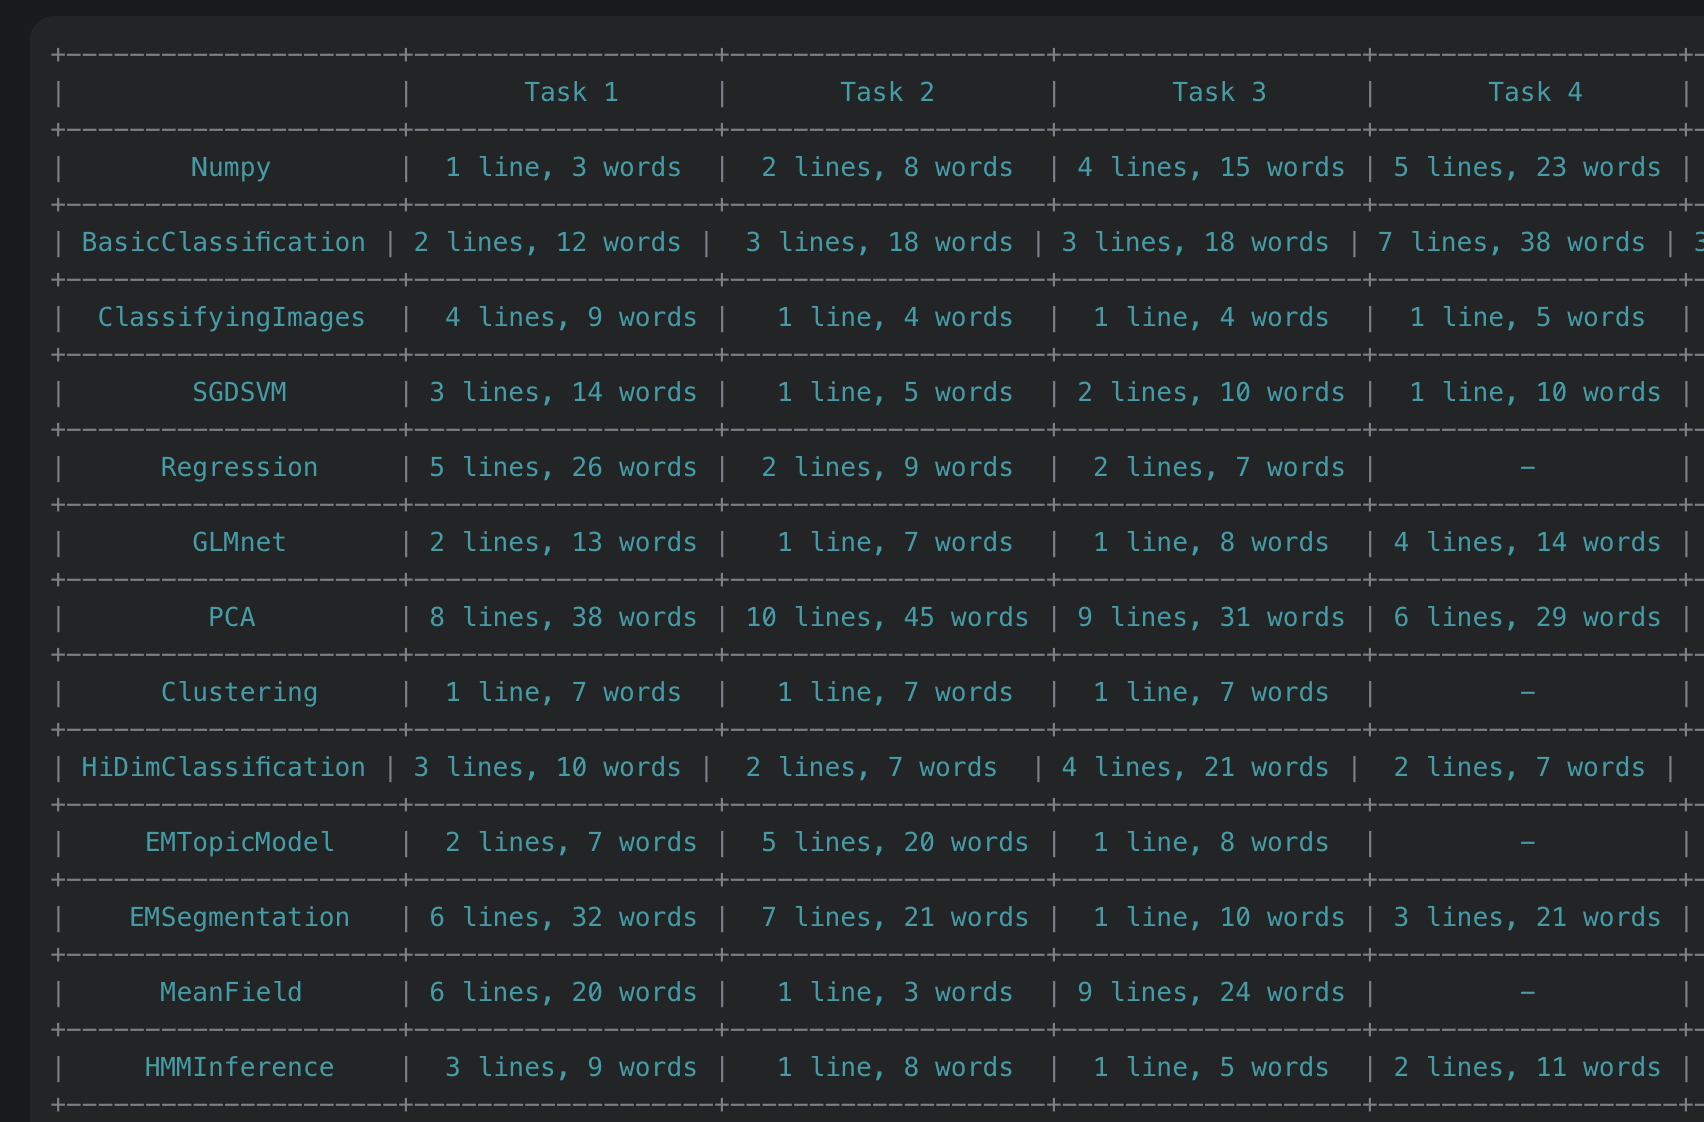 +---------------------+-------------------+--------------------+-------------------+-------------------+-
|                     |       Task 1      |       Task 2       |       Task 3      |       Task 4      |
+---------------------+-------------------+--------------------+-------------------+-------------------+-
|        Numpy        |  1 line, 3 words  |  2 lines, 8 words  | 4 lines, 15 words | 5 lines, 23 words |
+---------------------+-------------------+--------------------+-------------------+-------------------+-
| BasicClassification | 2 lines, 12 words |  3 lines, 18 words | 3 lines, 18 words | 7 lines, 38 words | 3
+---------------------+-------------------+--------------------+-------------------+-------------------+-
|  ClassifyingImages  |  4 lines, 9 words |   1 line, 4 words  |  1 line, 4 words  |  1 line, 5 words  |
+---------------------+-------------------+--------------------+-------------------+-------------------+-
|        SGDSVM       | 3 lines, 14 words |   1 line, 5 words  | 2 lines, 10 words |  1 line, 10 words |
+---------------------+-------------------+--------------------+-------------------+-------------------+-
|      Regression     | 5 lines, 26 words |  2 lines, 9 words  |  2 lines, 7 words |         -         |
+---------------------+-------------------+--------------------+-------------------+-------------------+-
|        GLMnet       | 2 lines, 13 words |   1 line, 7 words  |  1 line, 8 words  | 4 lines, 14 words |
+---------------------+-------------------+--------------------+-------------------+-------------------+-
|         PCA         | 8 lines, 38 words | 10 lines, 45 words | 9 lines, 31 words | 6 lines, 29 words |
+---------------------+-------------------+--------------------+-------------------+-------------------+-
|      Clustering     |  1 line, 7 words  |   1 line, 7 words  |  1 line, 7 words  |         -         |
+---------------------+-------------------+--------------------+-------------------+-------------------+-
| HiDimClassification | 3 lines, 10 words |  2 lines, 7 words  | 4 lines, 21 words |  2 lines, 7 words |
+---------------------+-------------------+--------------------+-------------------+-------------------+-
|     EMTopicModel    |  2 lines, 7 words |  5 lines, 20 words |  1 line, 8 words  |         -         |
+---------------------+-------------------+--------------------+-------------------+-------------------+-
|    EMSegmentation   | 6 lines, 32 words |  7 lines, 21 words |  1 line, 10 words | 3 lines, 21 words |
+---------------------+-------------------+--------------------+-------------------+-------------------+-
|      MeanField      | 6 lines, 20 words |   1 line, 3 words  | 9 lines, 24 words |         -         |
+---------------------+-------------------+--------------------+-------------------+-------------------+-
|     HMMInference    |  3 lines, 9 words |   1 line, 8 words  |  1 line, 5 words  | 2 lines, 11 words |
+---------------------+-------------------+--------------------+-------------------+-------------------+-